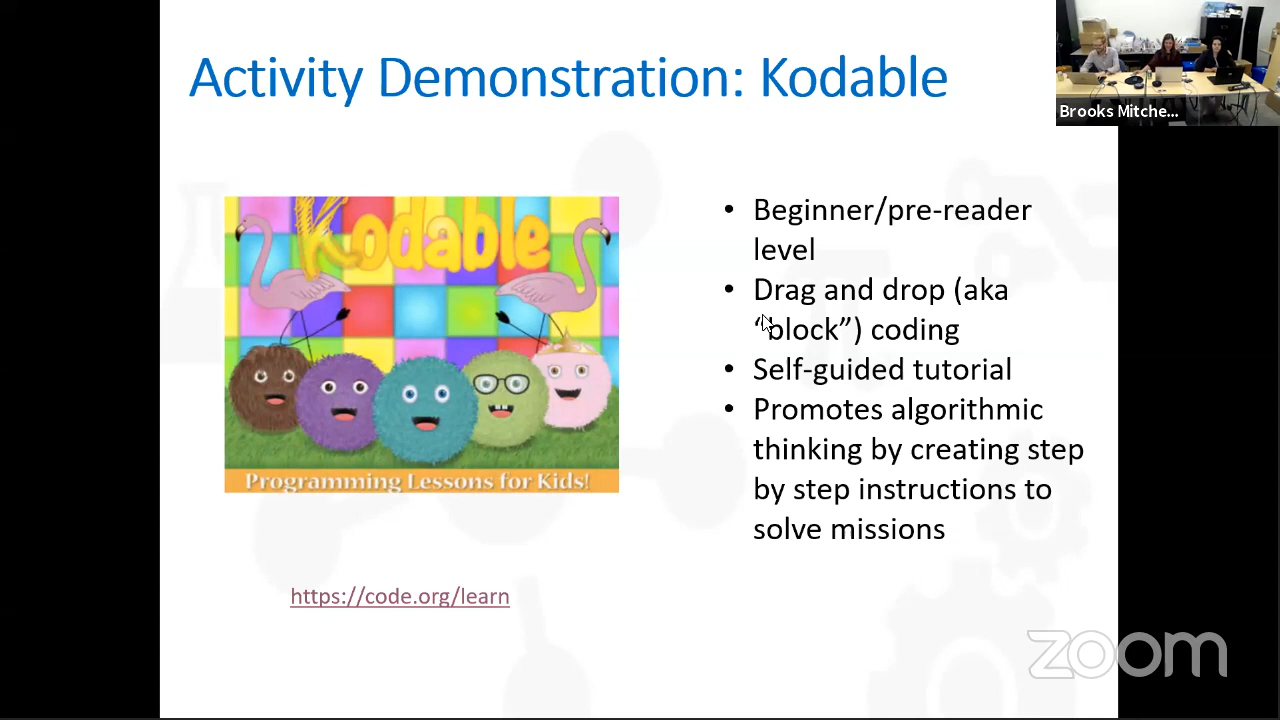 Activity Demonstration: Kodable
Brooks Mitche...
Kodable
Programming Lessons for Kids!
• Beginner/pre-reader
level
• Drag and drop (aka
“block”) coding
• Self-guided tutorial
• Promotes algorithmic
thinking by creating step
by step instructions to
solve missions
https://code.org/learn
zoom